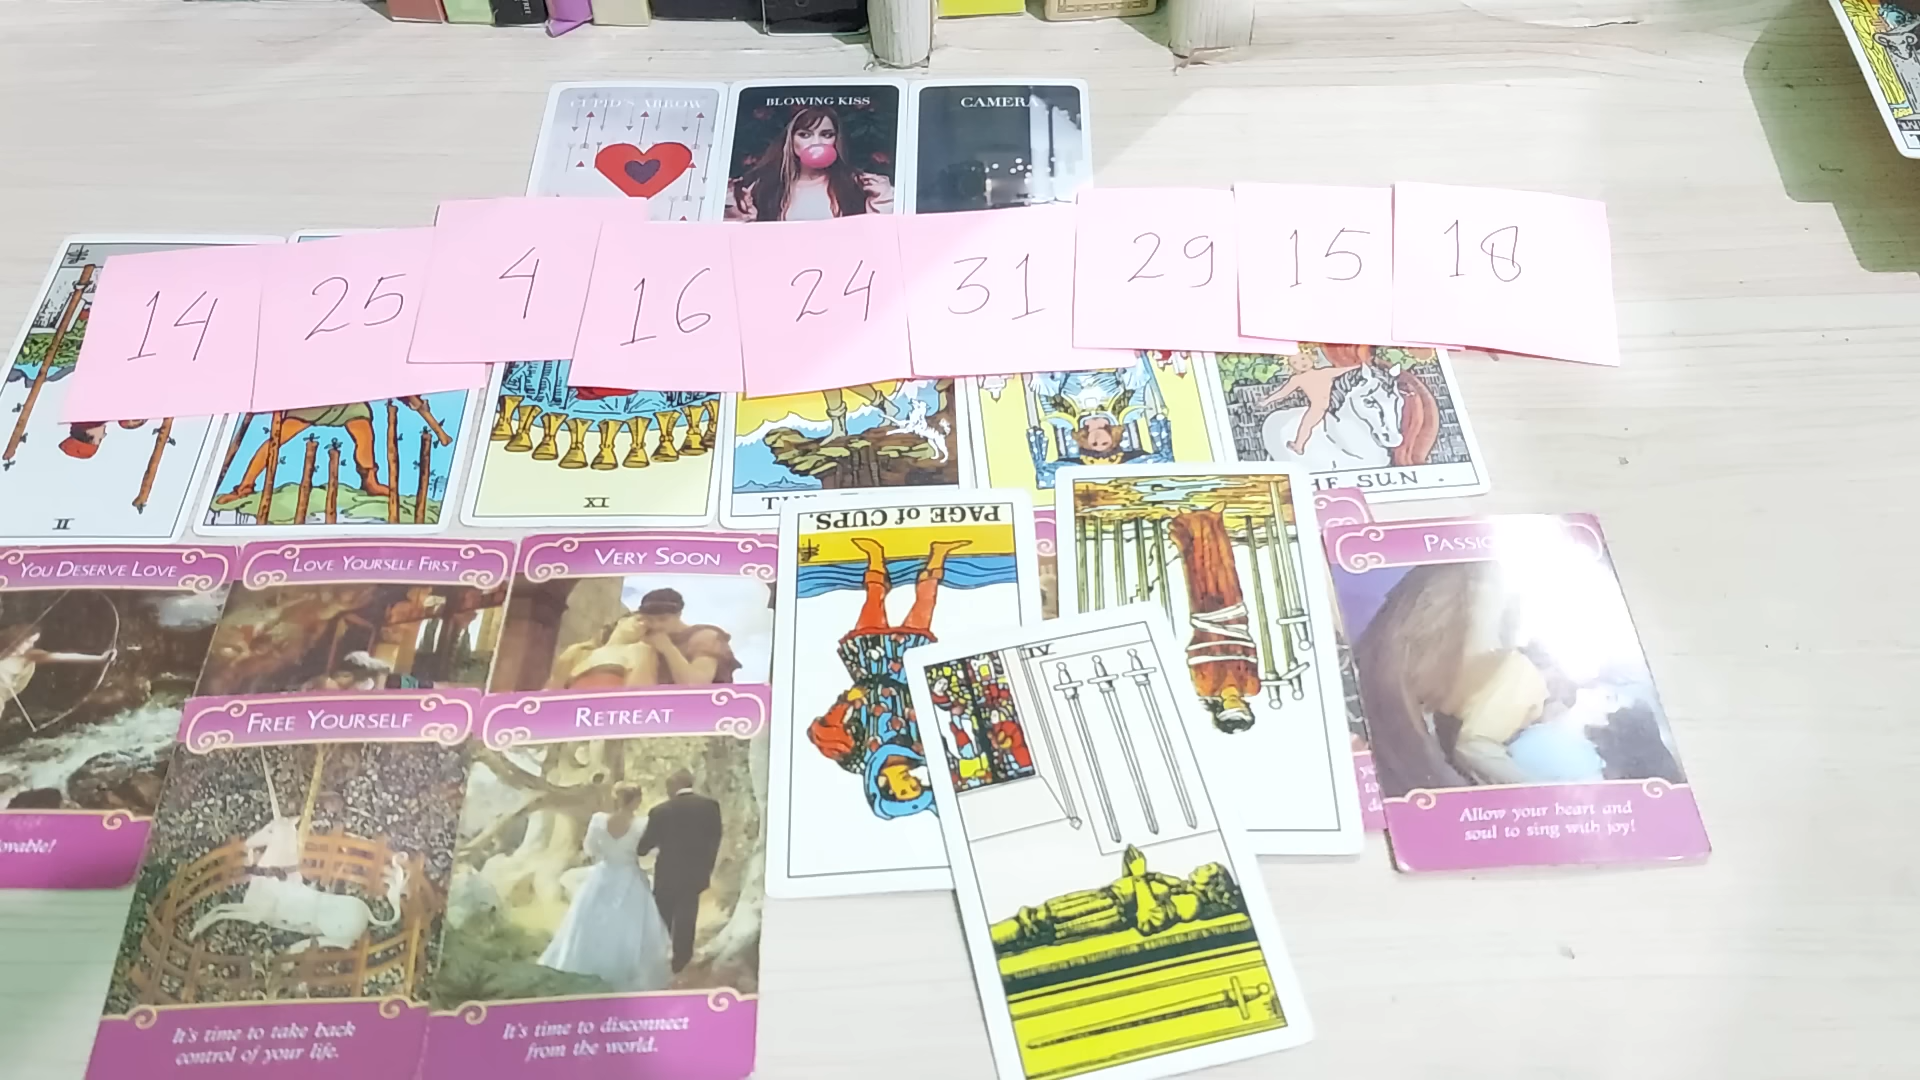 CUPID'S ARROW
BLOWING KISS
CAMERA
14
25
4
16
24
31
29
15
18
II
IX
THE SUN.
PAGE of CUPS.
YOU DESERVE LOVE
LOVE YOURSELF FIRST
VERY SOON
FREE YOURSELF
RETREAT
IV
Allow your heart and
soul to sing with joy!
It's time to take back
control of your life.
It's time to disconnect
from the world.